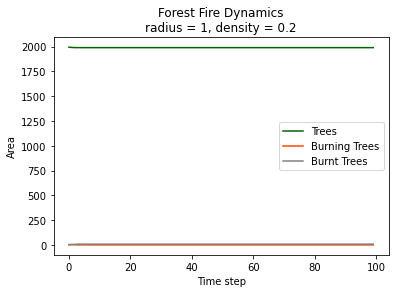 Forest Fire Dynamics
radius = 1, density = 0.2
2000
1750
1500
1250
1000
750
500
250
0
Area
Trees
Burning Trees
Burnt Trees
0 20 40 60 80 100
Time step